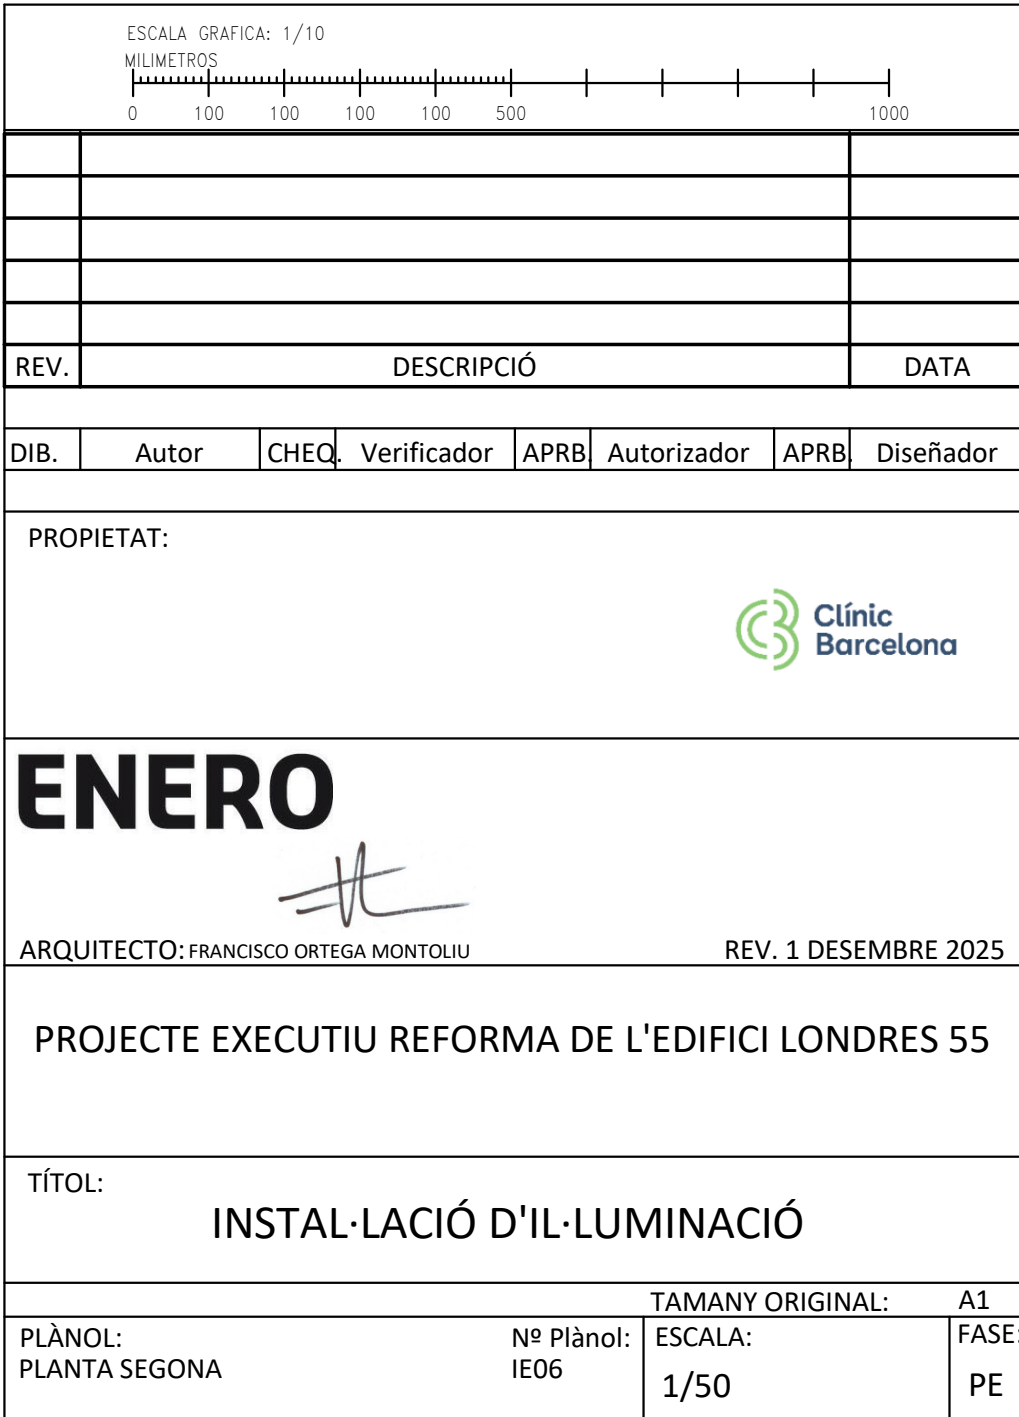 ESCALA GRAFICA: 1/10
MILIMETROS
0 100 100 100 100 500 1000
REV. DESCRIPCIÓ DATA
DIB. Autor CHEQ. Verificador APRB. Autorizador APRB. Diseñador
PROPIETAT:
Clínic
Barcelona
ENERO
ARQUITECTO: FRANCISCO ORTEGA MONTOLIU REV. 1 DESEMBRE 2025
PROJECTE EXECUTIU REFORMA DE L'EDIFICI LONDRES 55
TÍTOL:
INSTAL·LACIÓ D'IL·LUMINACIÓ
TAMANY ORIGINAL: A1
PLÀNOL: Nº Plànol: ESCALA: FASE:
PLANTA SEGONA IE06 1/50 PE